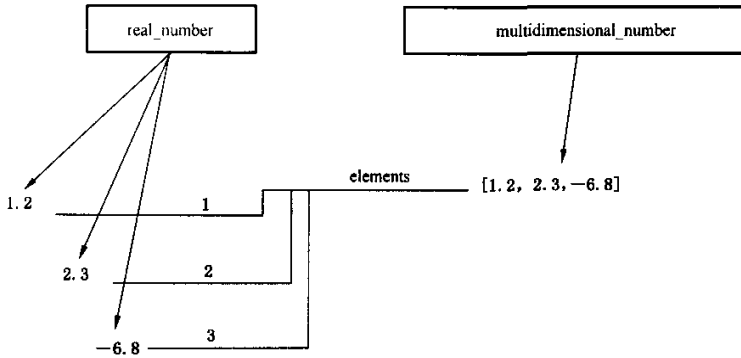 real_number
multidimensional_number
elements
[1.2, 2.3,−6.8]
1.2
1
2.3
2
−6.8
3